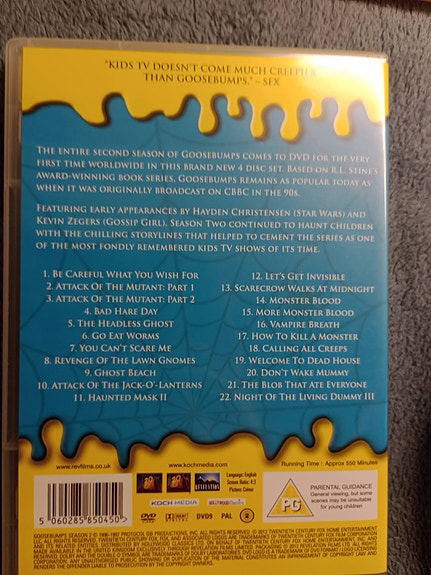 "KIDS TV DOESN'T COME MUCH CREEPIER
THAN GOOSEBUMPS." – SFX
THE ENTIRE SECOND SEASON OF GOOSEBUMPS COMES TO DVD FOR THE VERY
FIRST TIME WORLDWIDE IN THIS BRAND NEW 4 DISC SET. BASED ON R.L. STINE'S
AWARD-WINNING BOOK SERIES, GOOSEBUMPS REMAINS AS POPULAR TODAY AS
WHEN IT WAS ORIGINALLY BROADCAST ON CBBC IN THE 90S.
FEATURING EARLY APPEARANCES BY HAYDEN CHRISTENSEN (STAR WARS) AND
KEVIN ZEGERS (GOSSIP GIRL), SEASON TWO CONTINUED TO HAUNT CHILDREN
WITH THE CHILLING STORYLINES THAT HELPED TO CEMENT THE SERIES AS ONE
OF THE MOST FONDLY REMEMBERED KIDS TV SHOWS OF ITS TIME.
1. BE CAREFUL WHAT YOU WISH FOR
2. ATTACK OF THE MUTANT: PART 1
3. ATTACK OF THE MUTANT: PART 2
4. BAD HARE DAY
5. THE HEADLESS GHOST
6. GO EAT WORMS
7. YOU CAN'T SCARE ME
8. REVENGE OF THE LAWN GNOMES
9. GHOST BEACH
10. ATTACK OF THE JACK-O'-LANTERNS
11. HAUNTED MASK II
12. LET'S GET INVISIBLE
13. SCARECROW WALKS AT MIDNIGHT
14. MONSTER BLOOD
15. MORE MONSTER BLOOD
16. VAMPIRE BREATH
17. HOW TO KILL A MONSTER
18. CALLING ALL CREEPS
19. WELCOME TO DEAD HOUSE
20. DON'T WAKE MUMMY
21. THE BLOB THAT ATE EVERYONE
22. NIGHT OF THE LIVING DUMMY III
www.revfilms.co.uk
www.kochmedia.com
Running Time : Approx 550 Minutes
5 060285 850450 >
Language: English
Screen Ratio: 4:3
Picture: Colour
KOCH MEDIA
DVD
DVD9
PAL
2
PG
PARENTAL GUIDANCE
General viewing, but some
scenes may be unsuitable
for young children